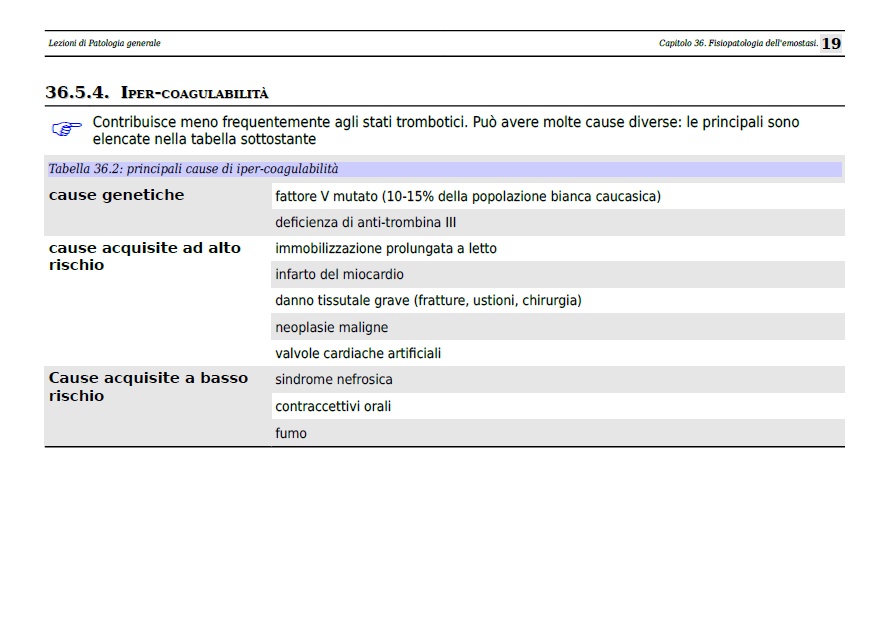 Lezioni di Patologia generale
Capitolo 36. Fisiopatologia dell'emostasi. 19
36.5.4. Iper-coagulabilità
Contribuisce meno frequentemente agli stati trombotici. Può avere molte cause diverse: le principali sono
elencate nella tabella sottostante
Tabella 36.2: principali cause di iper-coagulabilità
cause genetiche
fattore V mutato (10-15% della popolazione bianca caucasica)
deficienza di anti-trombina III
cause acquisite ad alto
rischio
immobilizzazione prolungata a letto
infarto del miocardio
danno tissutale grave (fratture, ustioni, chirurgia)
neoplasie maligne
valvole cardiache artificiali
Cause acquisite a basso
rischio
sindrome nefrosica
contraccettivi orali
fumo